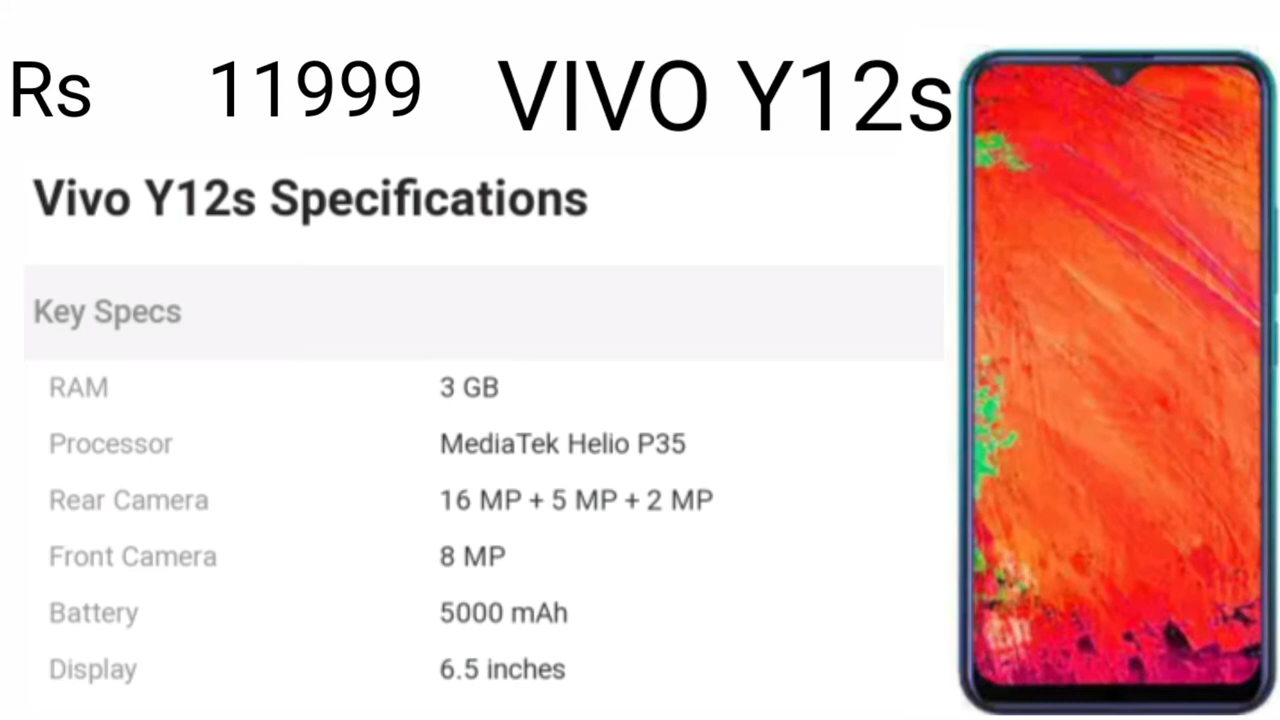 Rs 11999 VIVO Y12s
Vivo Y12s Specifications
Key Specs
RAM 3 GB
Processor MediaTek Helio P35
Rear Camera 16 MP + 5 MP + 2 MP
Front Camera 8 MP
Battery 5000 mAh
Display 6.5 inches